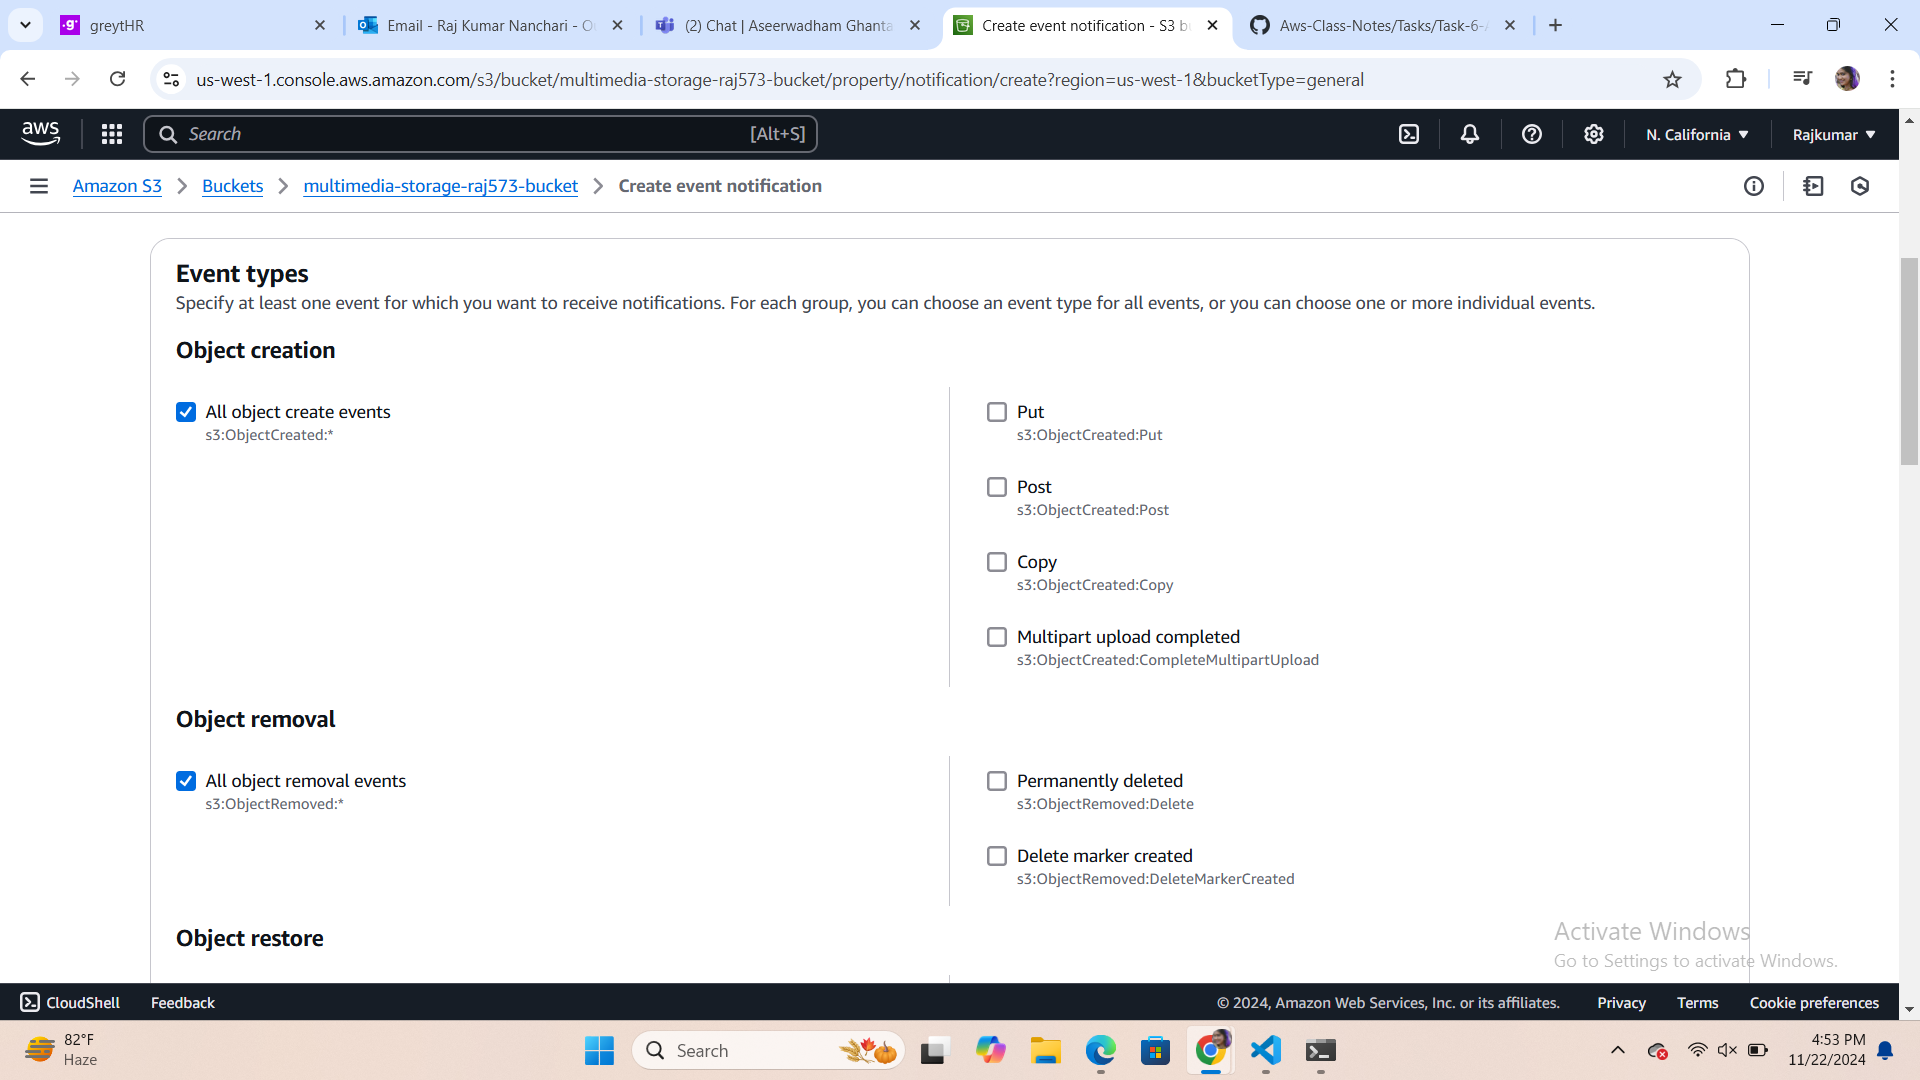 greytHR
Email - Raj Kumar Nanchari - Ou
(2) Chat | Aseerwadham Ghanta
Create event notification - S3 b
Aws-Class-Notes/Tasks/Task-6-
us-west-1.console.aws.amazon.com/s3/bucket/multimedia-storage-raj573-bucket/property/notification/create?region=us-west-1&bucketType=general
aws
Search
[Alt+S]
N. California
Rajkumar
Amazon S3
Buckets
multimedia-storage-raj573-bucket
Create event notification
Event types
Specify at least one event for which you want to receive notifications. For each group, you can choose an event type for all events, or you can choose one or more individual events.
Object creation
All object create events
s3:ObjectCreated:*
Put
s3:ObjectCreated:Put
Post
s3:ObjectCreated:Post
Copy
s3:ObjectCreated:Copy
Multipart upload completed
s3:ObjectCreated:CompleteMultipartUpload
Object removal
All object removal events
s3:ObjectRemoved:*
Permanently deleted
s3:ObjectRemoved:Delete
Delete marker created
s3:ObjectRemoved:DeleteMarkerCreated
Object restore
Activate Windows
Go to Settings to activate Windows.
CloudShell
Feedback
© 2024, Amazon Web Services, Inc. or its affiliates.
Privacy
Terms
Cookie preferences
82°F
Haze
Search
4:53 PM
11/22/2024